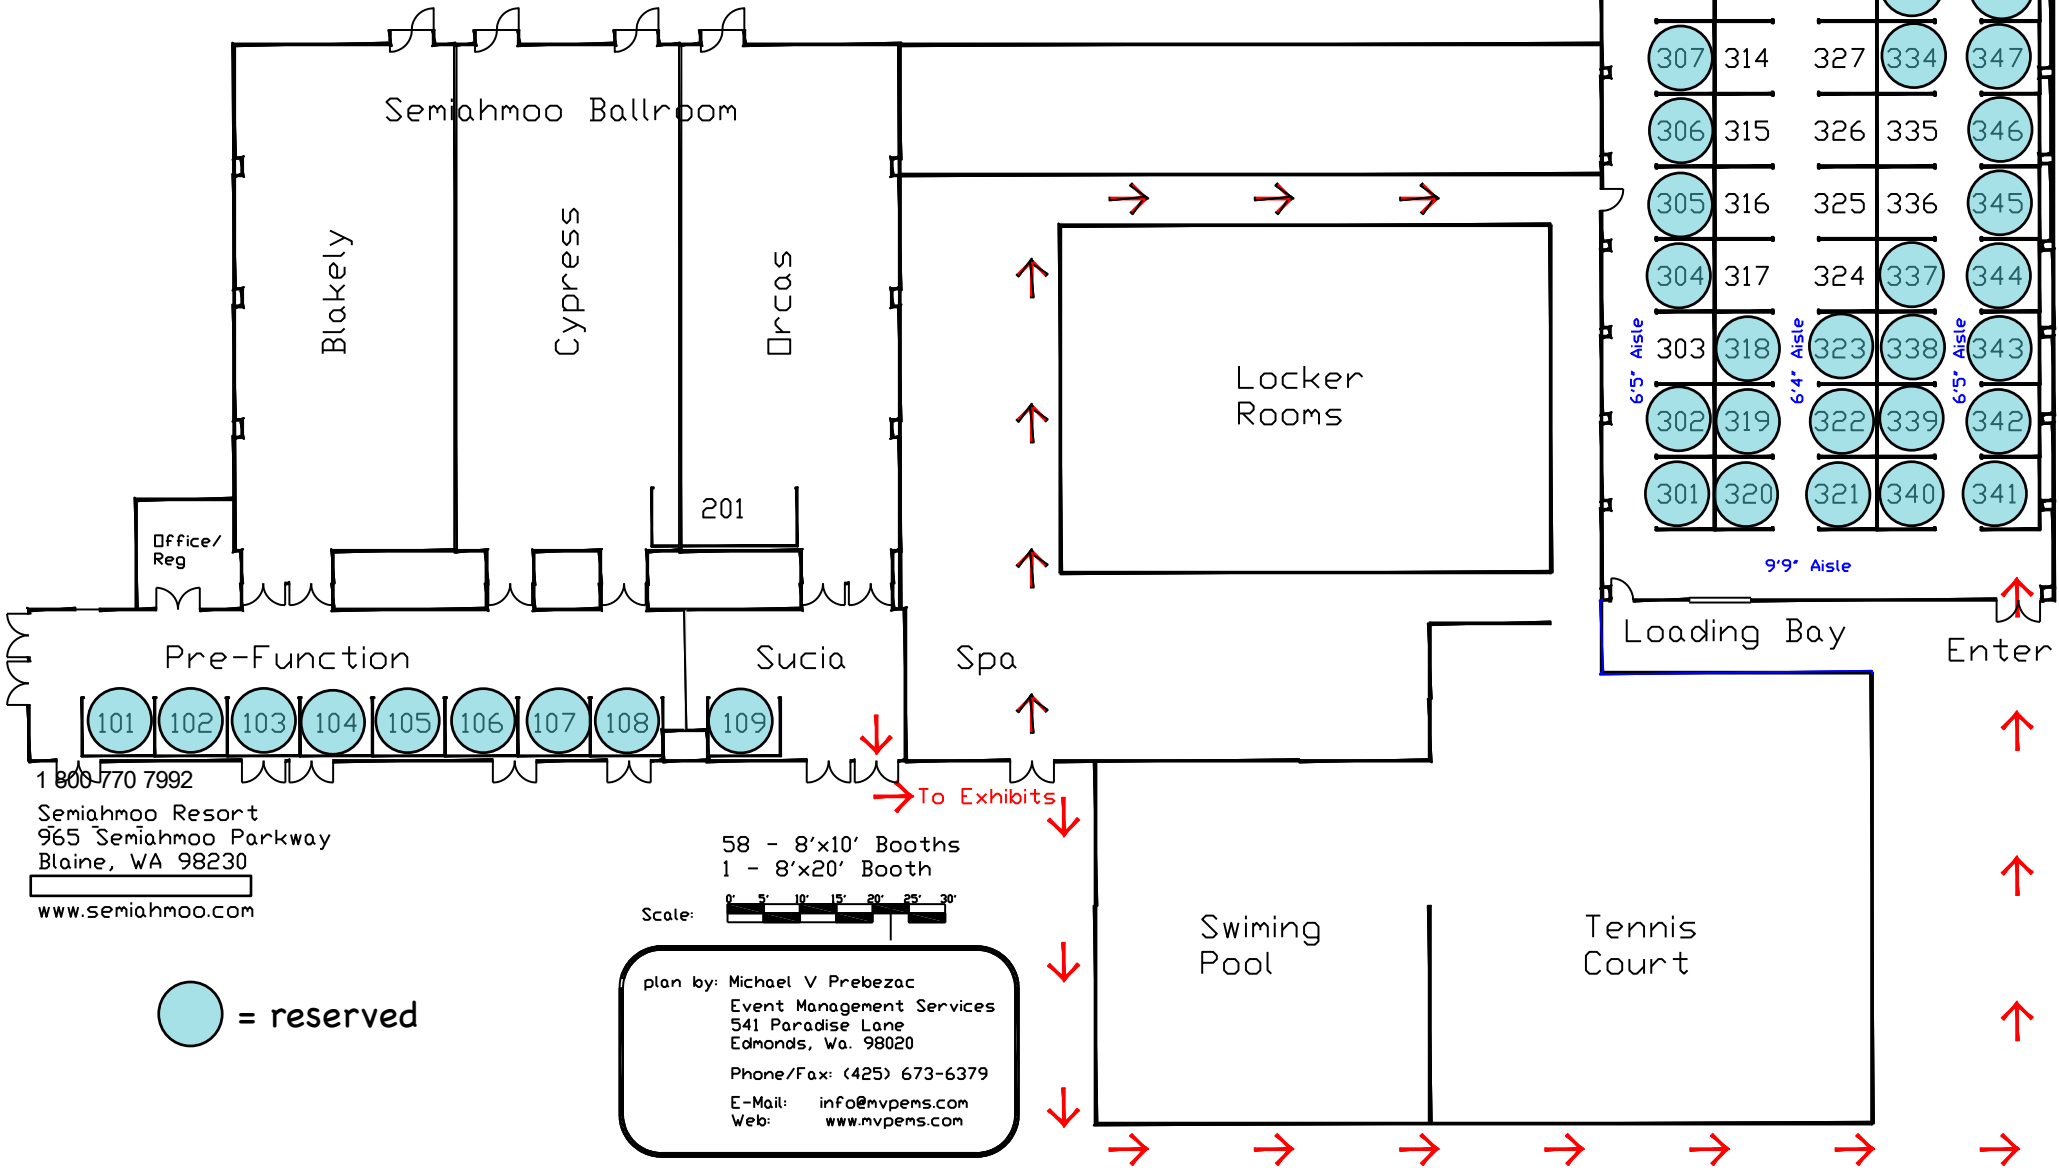 307 314 327 334 347
Semiahmoo Ballroom
306 315 326 335 346
305 316 325 336 345
304 317 324 337 344
Blakely
Cypress
Orcas
6'5" Aisle
6'4" Aisle
6'5" Aisle
303 318 323 338 343
Locker
Rooms
302 319 322 339 342
301 320 321 340 341
201
Office/
Reg
9'9" Aisle
Loading Bay
Enter
Pre-Function
Sucia
Spa
101 102 103 104 105 106 107 108 109
1 800 770 7992
Semiahmoo Resort
965 Semiahmoo Parkway
Blaine, WA 98230
www.semiahmoo.com
To Exhibits
58 - 8'x10' Booths
1 - 8'x20' Booth
0' 5' 10' 15' 20' 25' 30'
Scale:
Swiming
Pool
Tennis
Court
= reserved
plan by: Michael V Prebezac
Event Management Services
541 Paradise Lane
Edmonds, Wa. 98020
Phone/Fax: (425) 673-6379
E-Mail: info@mvpems.com
Web: www.mvpems.com